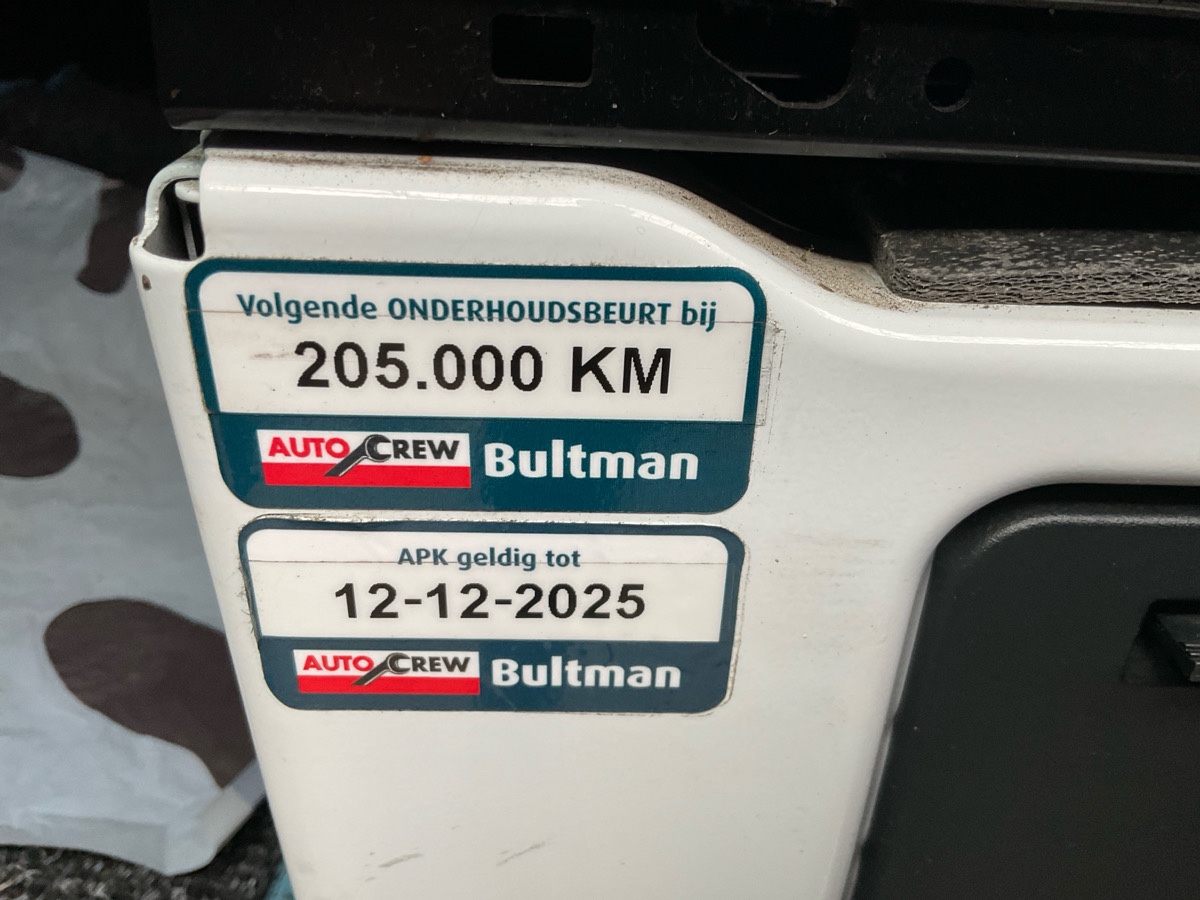 Volgende ONDERHOUDSBEURT bij
205.000 KM
AUTO CREW Bultman
APK geldig tot
12-12-2025
AUTO CREW Bultman